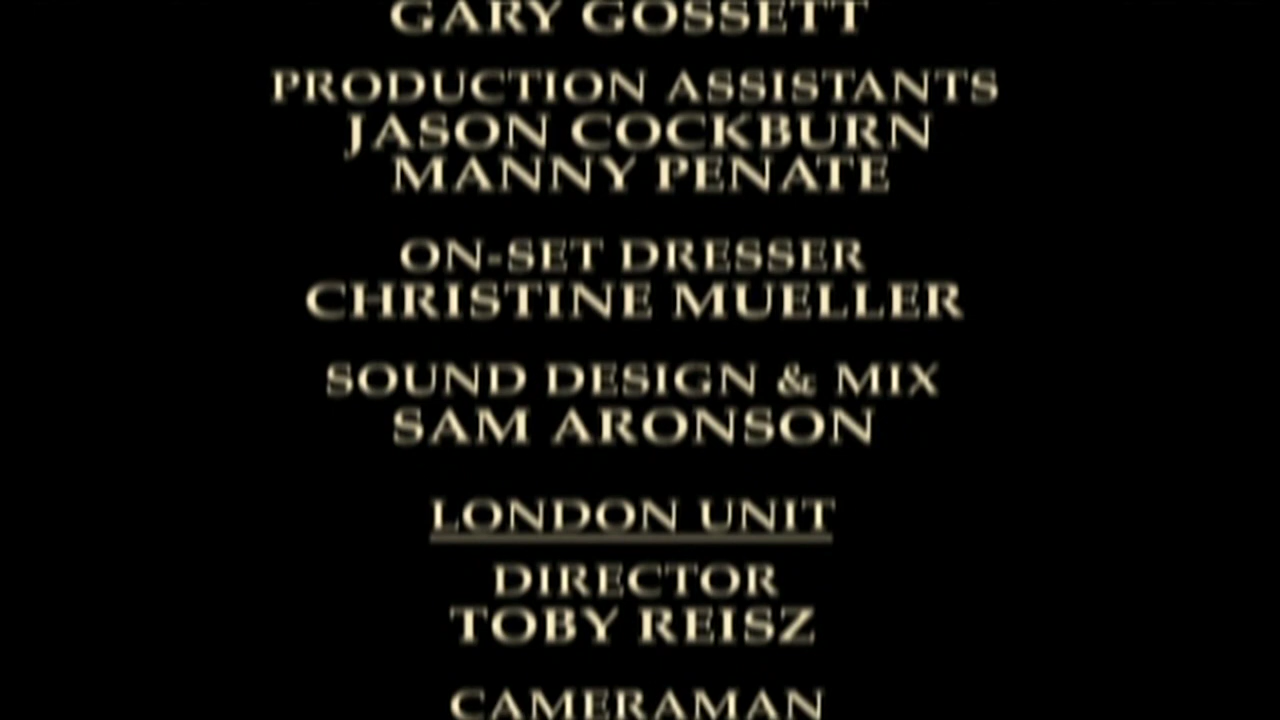 GARY GOSSETT
PRODUCTION ASSISTANTS
JASON COCKBURN
MANNY PENATE
ON-SET DRESSER
CHRISTINE MUELLER
SOUND DESIGN & MIX
SAM ARONSON
LONDON UNIT
DIRECTOR
TOBY REISZ
CAMERAMAN